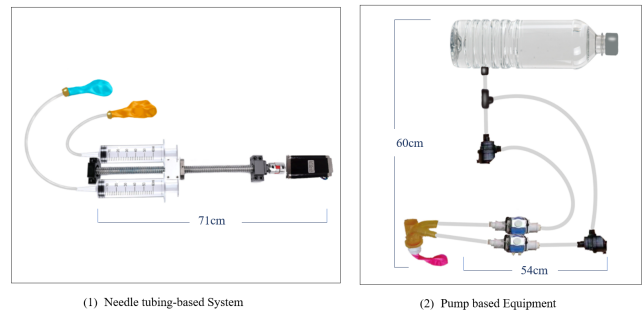 71cm
(1) Needle tubing-based System
60cm
54cm
(2) Pump based Equipment